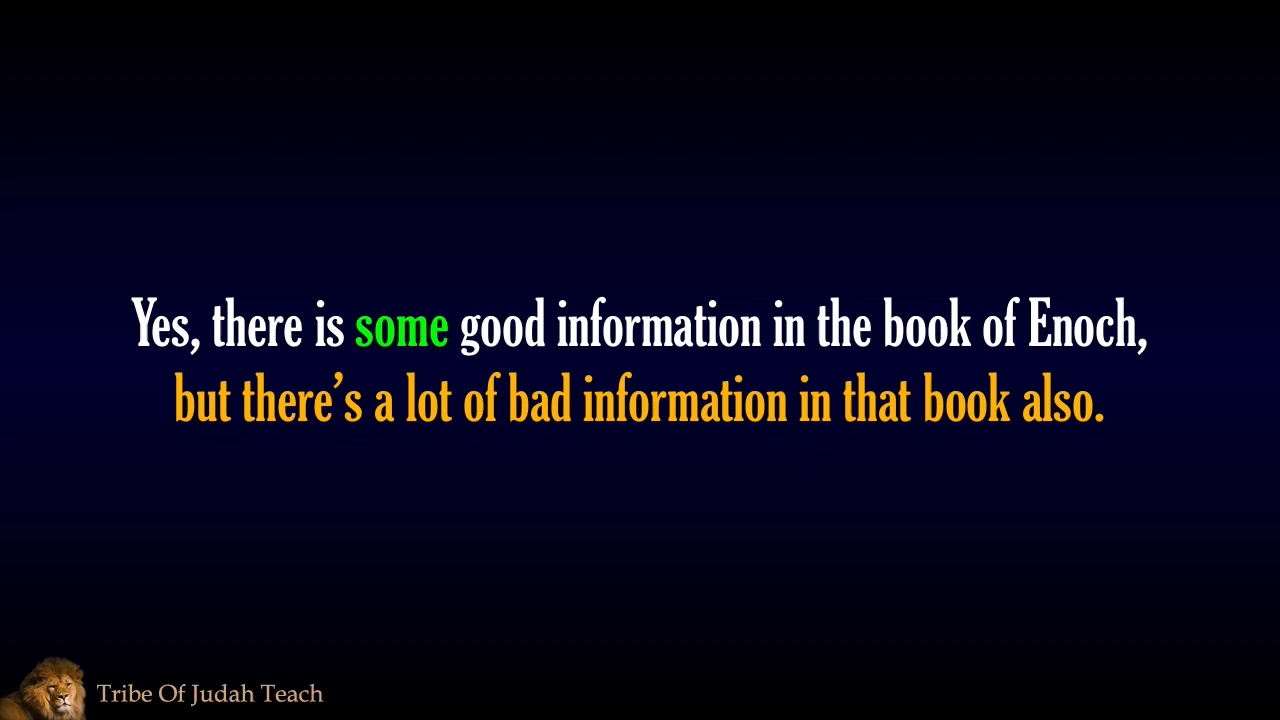 Yes, there is some good information in the book of Enoch,
but there’s a lot of bad information in that book also.
Tribe Of Judah Teach